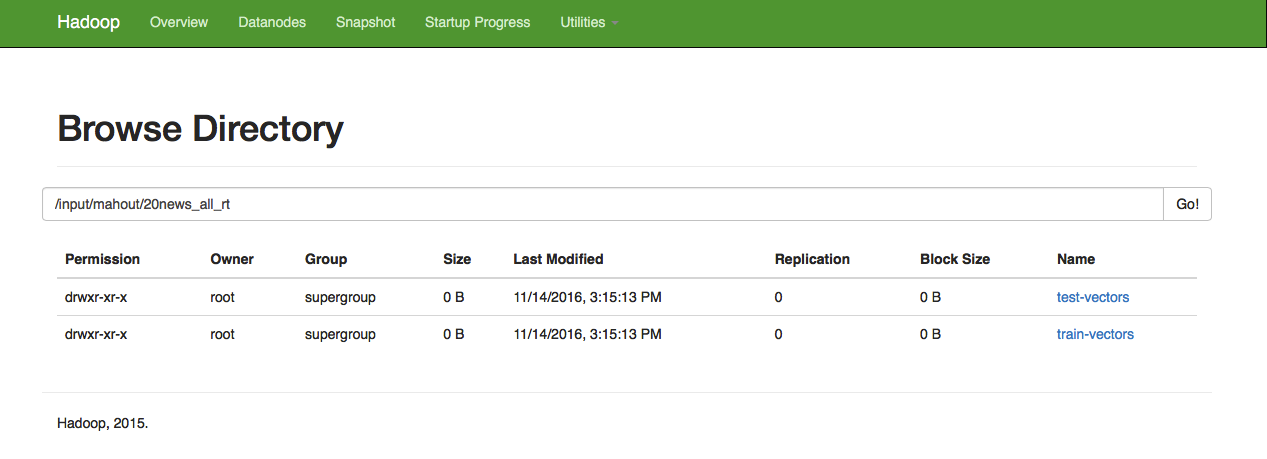 Hadoop Overview Datanodes Snapshot Startup Progress Utilities
Browse Directory
/input/mahout/20news_all_rt Go!
Permission Owner Group Size Last Modified Replication Block Size Name
drwxr-xr-x root supergroup 0 B 11/14/2016, 3:15:13 PM 0 0 B test-vectors
drwxr-xr-x root supergroup 0 B 11/14/2016, 3:15:13 PM 0 0 B train-vectors
Hadoop, 2015.